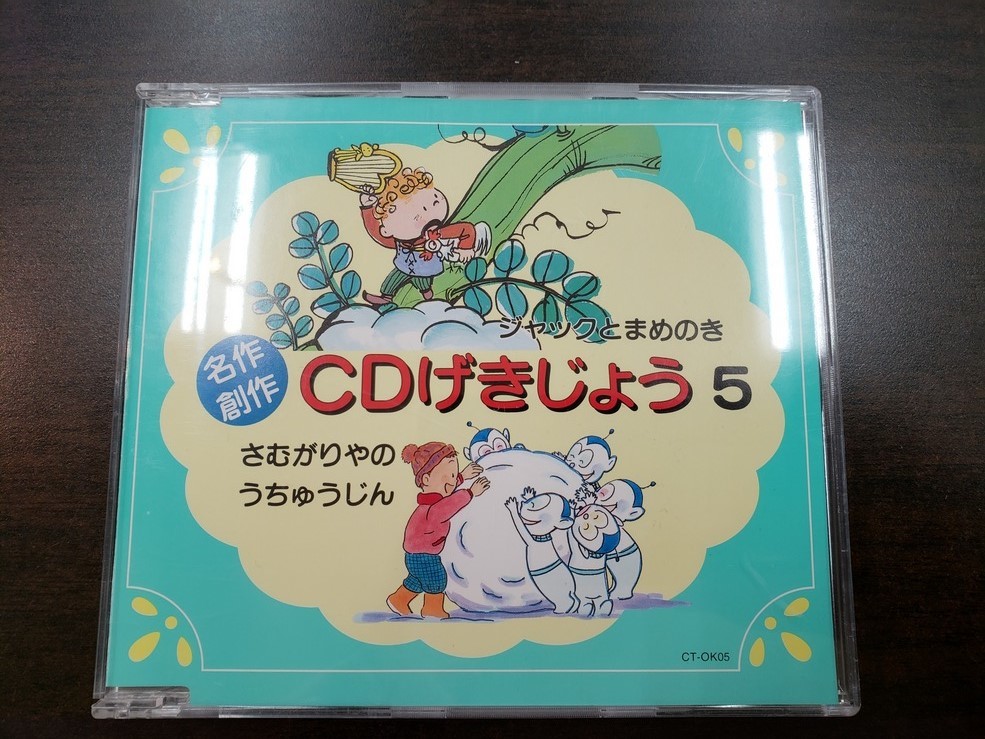 ジャックとまめのき
名作
創作
CDげきじょう 5
さむがりやの
うちゅうじん
CT-OK05